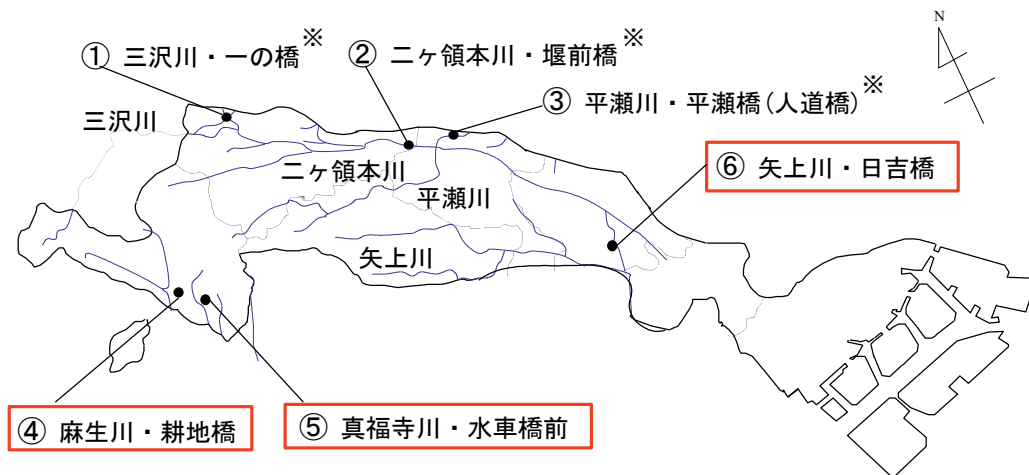 N
① 三沢川・一の橋※
② 二ヶ領本川・堰前橋※
③ 平瀬川・平瀬橋(人道橋)※
三沢川
二ヶ領本川
⑥ 矢上川・日吉橋
平瀬川
矢上川
④ 麻生川・耕地橋
⑤ 真福寺川・水車橋前